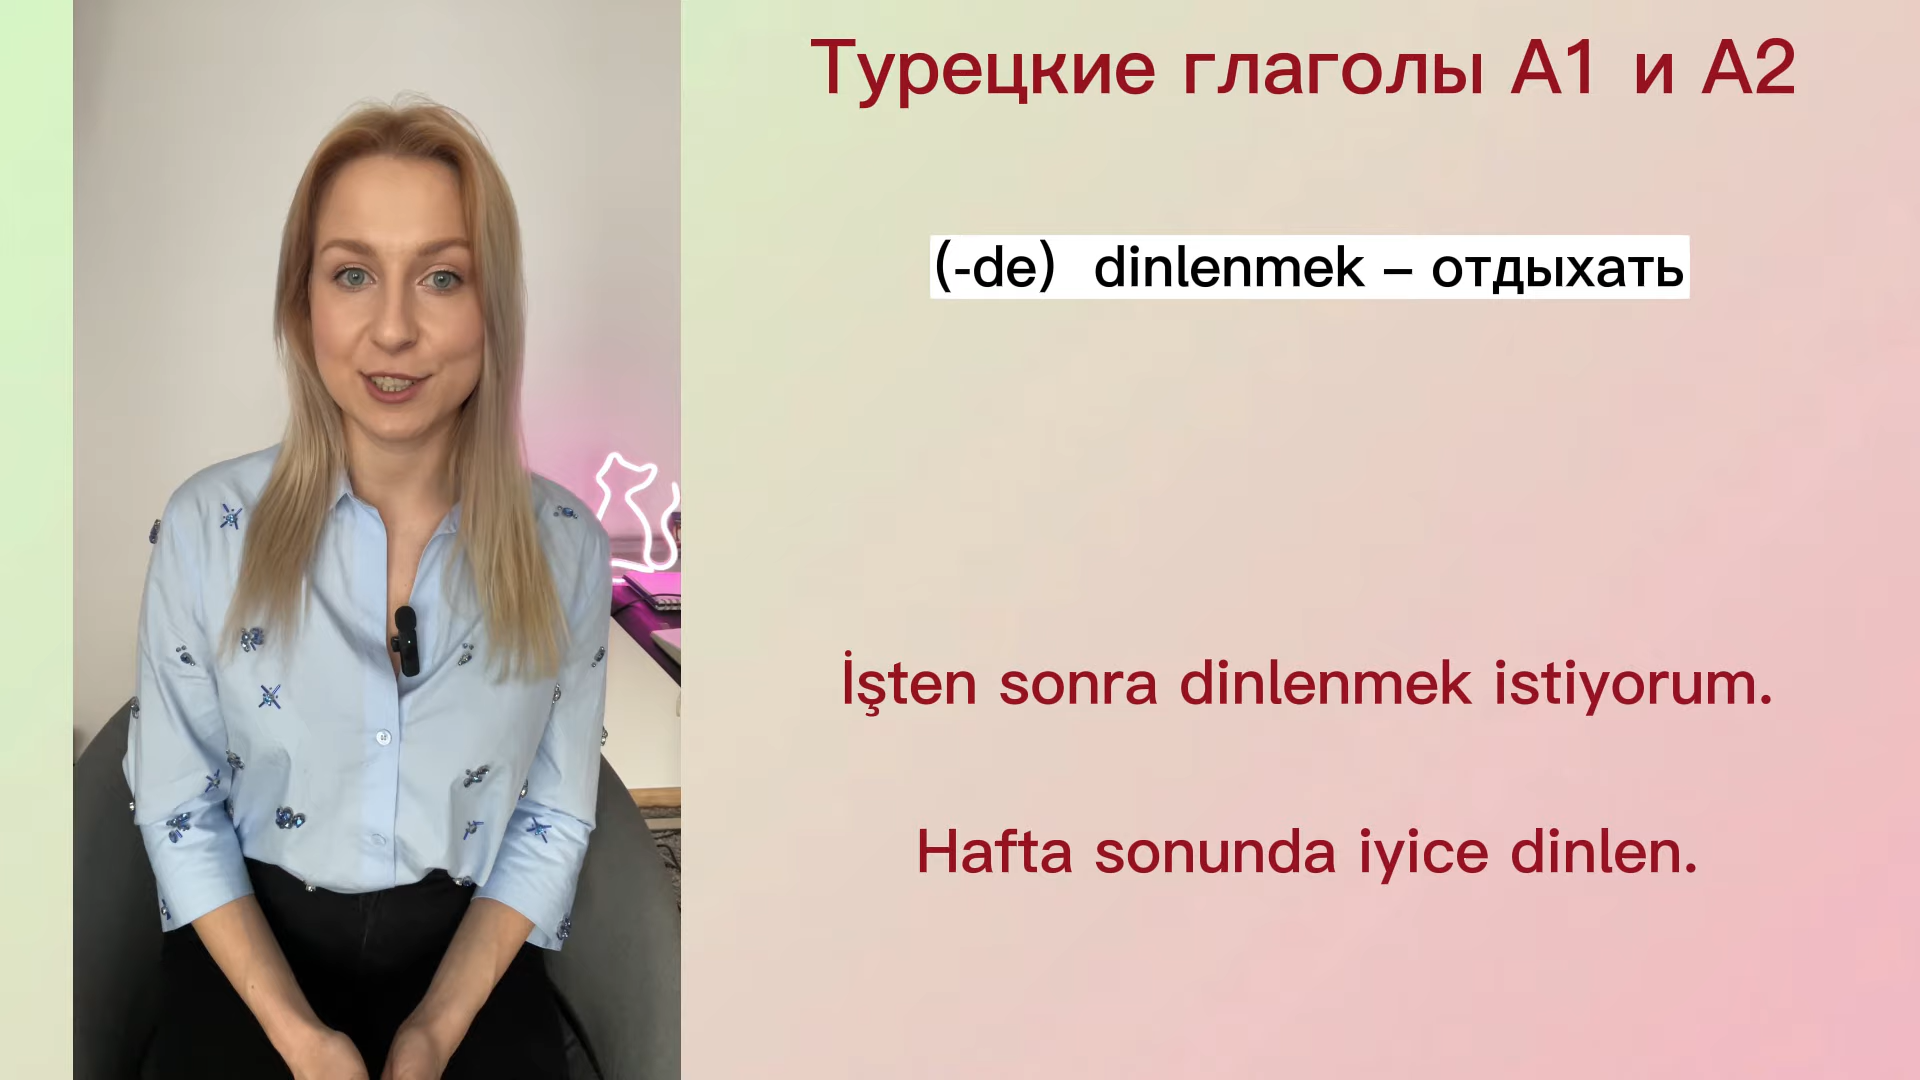 Турецкие глаголы А1 и А2
(-de) dinlenmek – отдыхать
İşten sonra dinlenmek istiyorum.
Hafta sonunda iyice dinlen.